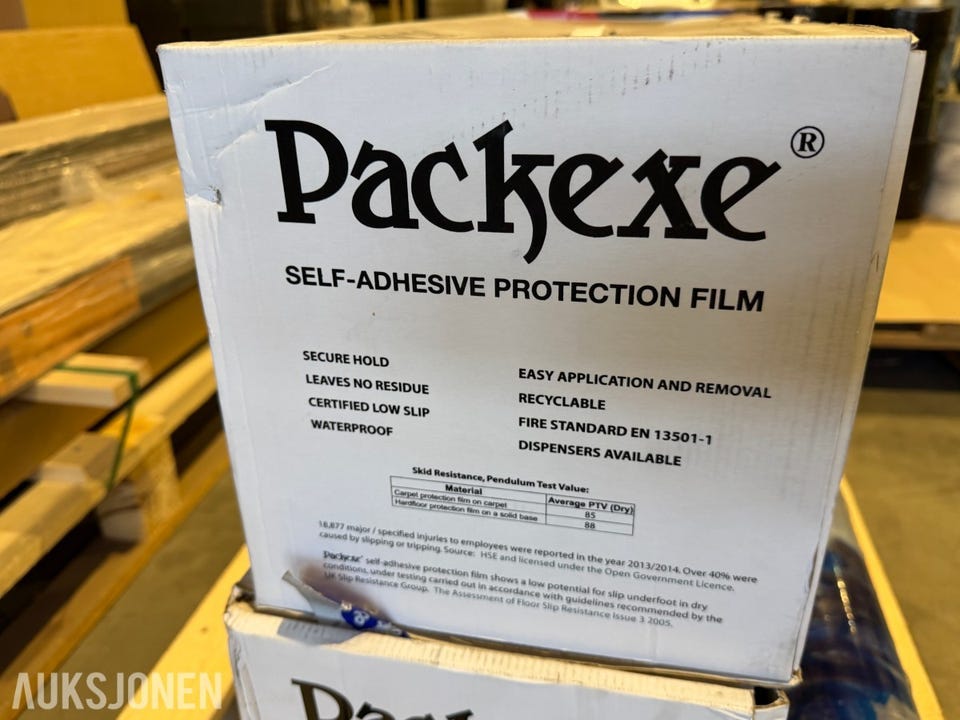 Packexe®
SELF-ADHESIVE PROTECTION FILM
SECURE HOLD
LEAVES NO RESIDUE
CERTIFIED LOW SLIP
WATERPROOF
EASY APPLICATION AND REMOVAL
RECYCLABLE
FIRE STANDARD EN 13501-1
DISPENSERS AVAILABLE
Skid Resistance, Pendulum Test Value:
Material Average PTV (Dry)
Carpet protection film on carpet 85
Hardfloor protection film on a solid base 88
16,877 major / specified injuries to employees were reported in the year 2013/2014. Over 40% were
caused by slipping or tripping. Source: HSE and licensed under the Open Government Licence.
Packexe® self-adhesive protection film shows a low potential for slip underfoot in dry
conditions, under testing carried out in accordance with guidelines recommended by the
UK Slip Resistance Group. The Assessment of Floor Slip Resistance Issue 3 2005.
AUKSJONEN